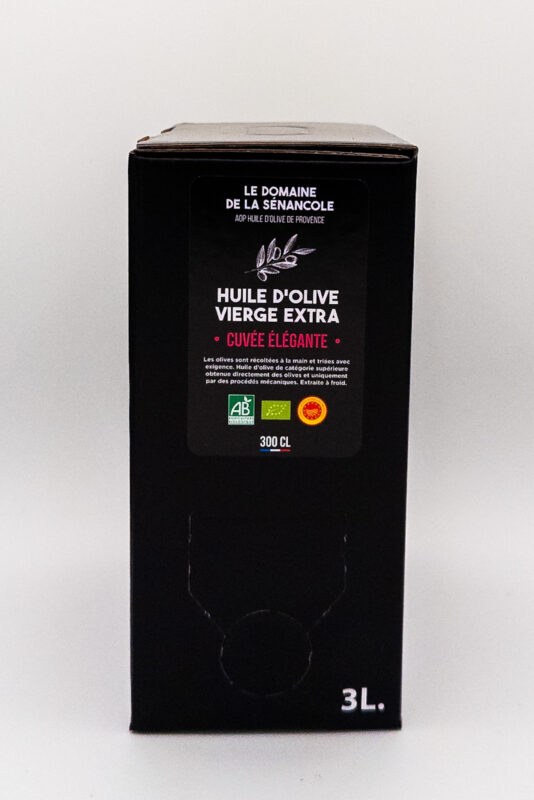 LE DOMAINE
DE LA SÉNANCOLE
AOP HUILE D'OLIVE DE PROVENCE
HUILE D'OLIVE
VIERGE EXTRA
• CUVÉE ÉLÉGANTE •
Les olives sont récoltées à la main et triées avec
exigence. Huile d'olive de catégorie supérieure
obtenue directement des olives et uniquement
par des procédés mécaniques. Extraite à froid.
AB
300 CL
3L.